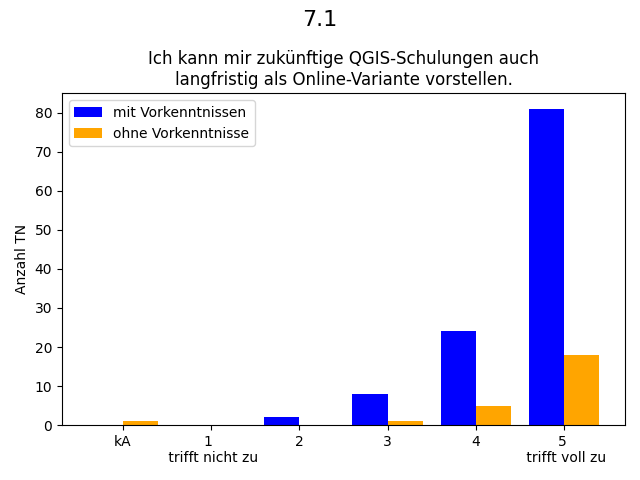 7.1
Ich kann mir zukünftige QGIS-Schulungen auch
langfristig als Online-Variante vorstellen.
mit Vorkenntnissen
ohne Vorkenntnisse
Anzahl TN
80
70
60
50
40
30
20
10
0
kA 1 2 3 4 5
trifft nicht zu trifft voll zu